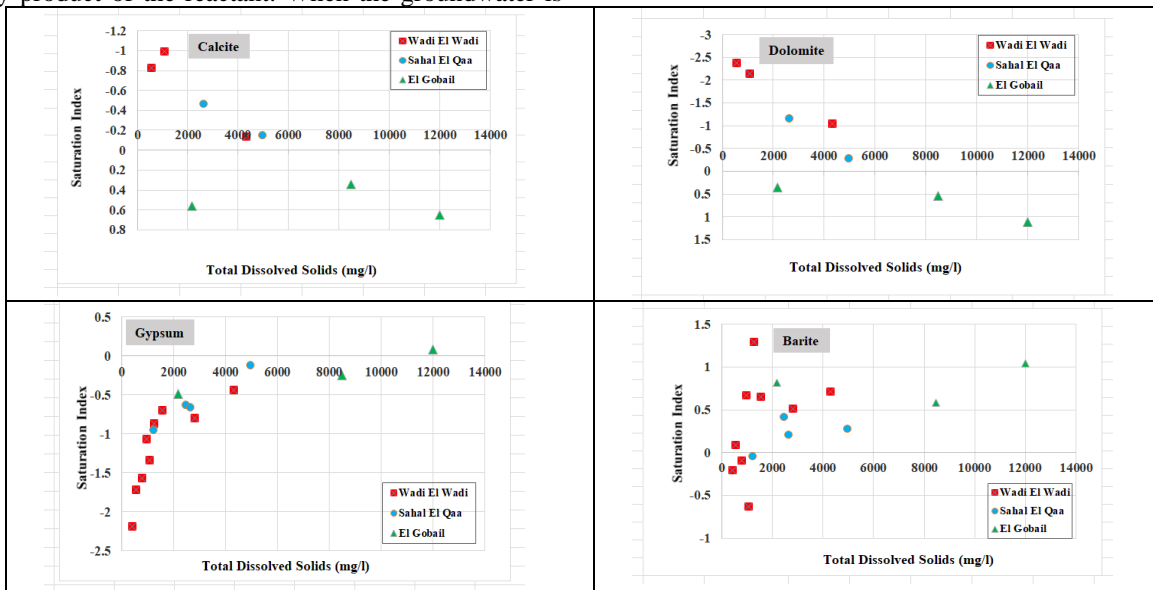 y product of the reactant. When the groundwater is
Calcite
Wadi El Wadi
Sahal El Qaa
El Gobail
Saturation Index
-1.2
-1
-0.8
-0.6
-0.4
-0.2
0
0.2
0.4
0.6
0.8
0 2000 4000 6000 8000 10000 12000 14000
Total Dissolved Solids (mg/l)
Dolomite
Wadi El Wadi
Sahal El Qaa
El Gobail
Saturation Index
-3
-2.5
-2
-1.5
-1
-0.5
0
0.5
1
1.5
0 2000 4000 6000 8000 10000 12000 14000
Total Dissolved Solids (mg/l)
Gypsum
Saturation Index
0.5
0
-0.5
-1
-1.5
-2
-2.5
0 2000 4000 6000 8000 10000 12000 14000
Wadi El Wadi
Sahal El Qaa
El Gobail
Total Dissolved Solids (mg/l)
Barite
Saturation Index
1.5
1
0.5
0
-0.5
-1
0 2000 4000 6000 8000 10000 12000 14000
Wadi El Wadi
Sahal El Qaa
El Gobail
Total Dissolved Solids (mg/l)